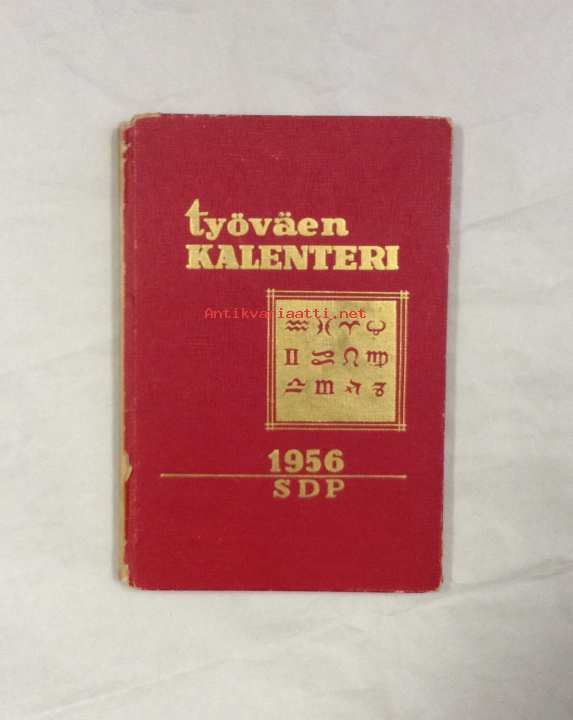 työväen
KALENTERI
Antikvariaatti.net
♒ ♓ ♈ ♉
♊ ♋ ♌ ♍
♎ ♏ ♐ ♑
1956
SDP